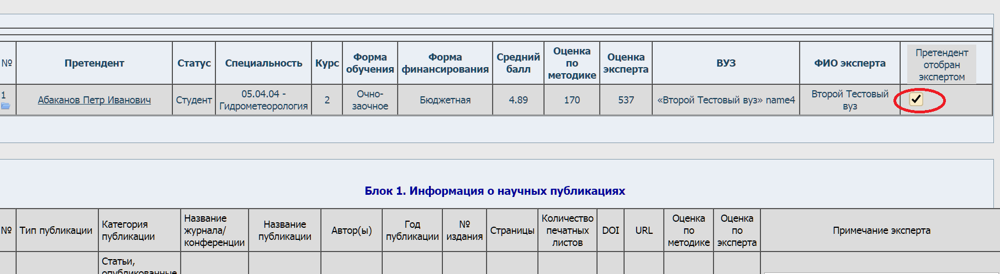 № Претендент Статус Специальность Курс Форма обучения Форма финансирования Средний балл Оценка по методике Оценка эксперта ВУЗ ФИО эксперта Претендент отобран экспертом
1 Абаканов Петр Иванович Студент 05.04.04 - Гидрометеорология 2 Очно-заочное Бюджетная 4.89 170 537 «Второй Тестовый вуз» name4 Второй Тестовый вуз
Блок 1. Информация о научных публикациях
№ Тип публикации Категория публикации Название журнала/конференции Название публикации Автор(ы) Год публикации № издания Страницы Количество печатных листов DOI URL Оценка по методике Оценка по эксперта Примечание эксперта
Статьи,
опубликованные